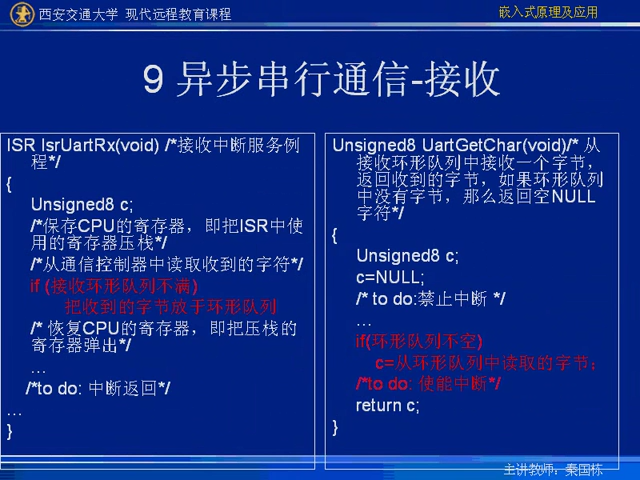 西安交通大学 现代远程教育课程
嵌入式原理及应用
9 异步串行通信-接收
ISR IsrUartRx(void) /*接收中断服务例
程*/
{
Unsigned8 c;
/*保存CPU的寄存器，即把ISR中使
用的寄存器压栈*/
/*从通信控制器中读取收到的字符*/
if (接收环形队列不满)
把收到的字节放于环形队列
/* 恢复CPU的寄存器，即把压栈的
寄存器弹出*/
…
/*to do: 中断返回*/
…
}
Unsigned8 UartGetChar(void)/* 从
接收环形队列中接收一个字节，
返回收到的字节，如果环形队列
中没有字节，那么返回空NULL
字符*/
{
Unsigned8 c;
c=NULL;
/* to do:禁止中断 */
…
if(环形队列不空)
c=从环形队列中读取的字节；
/*to do: 使能中断*/
return c;
}
主讲教师：秦国栋